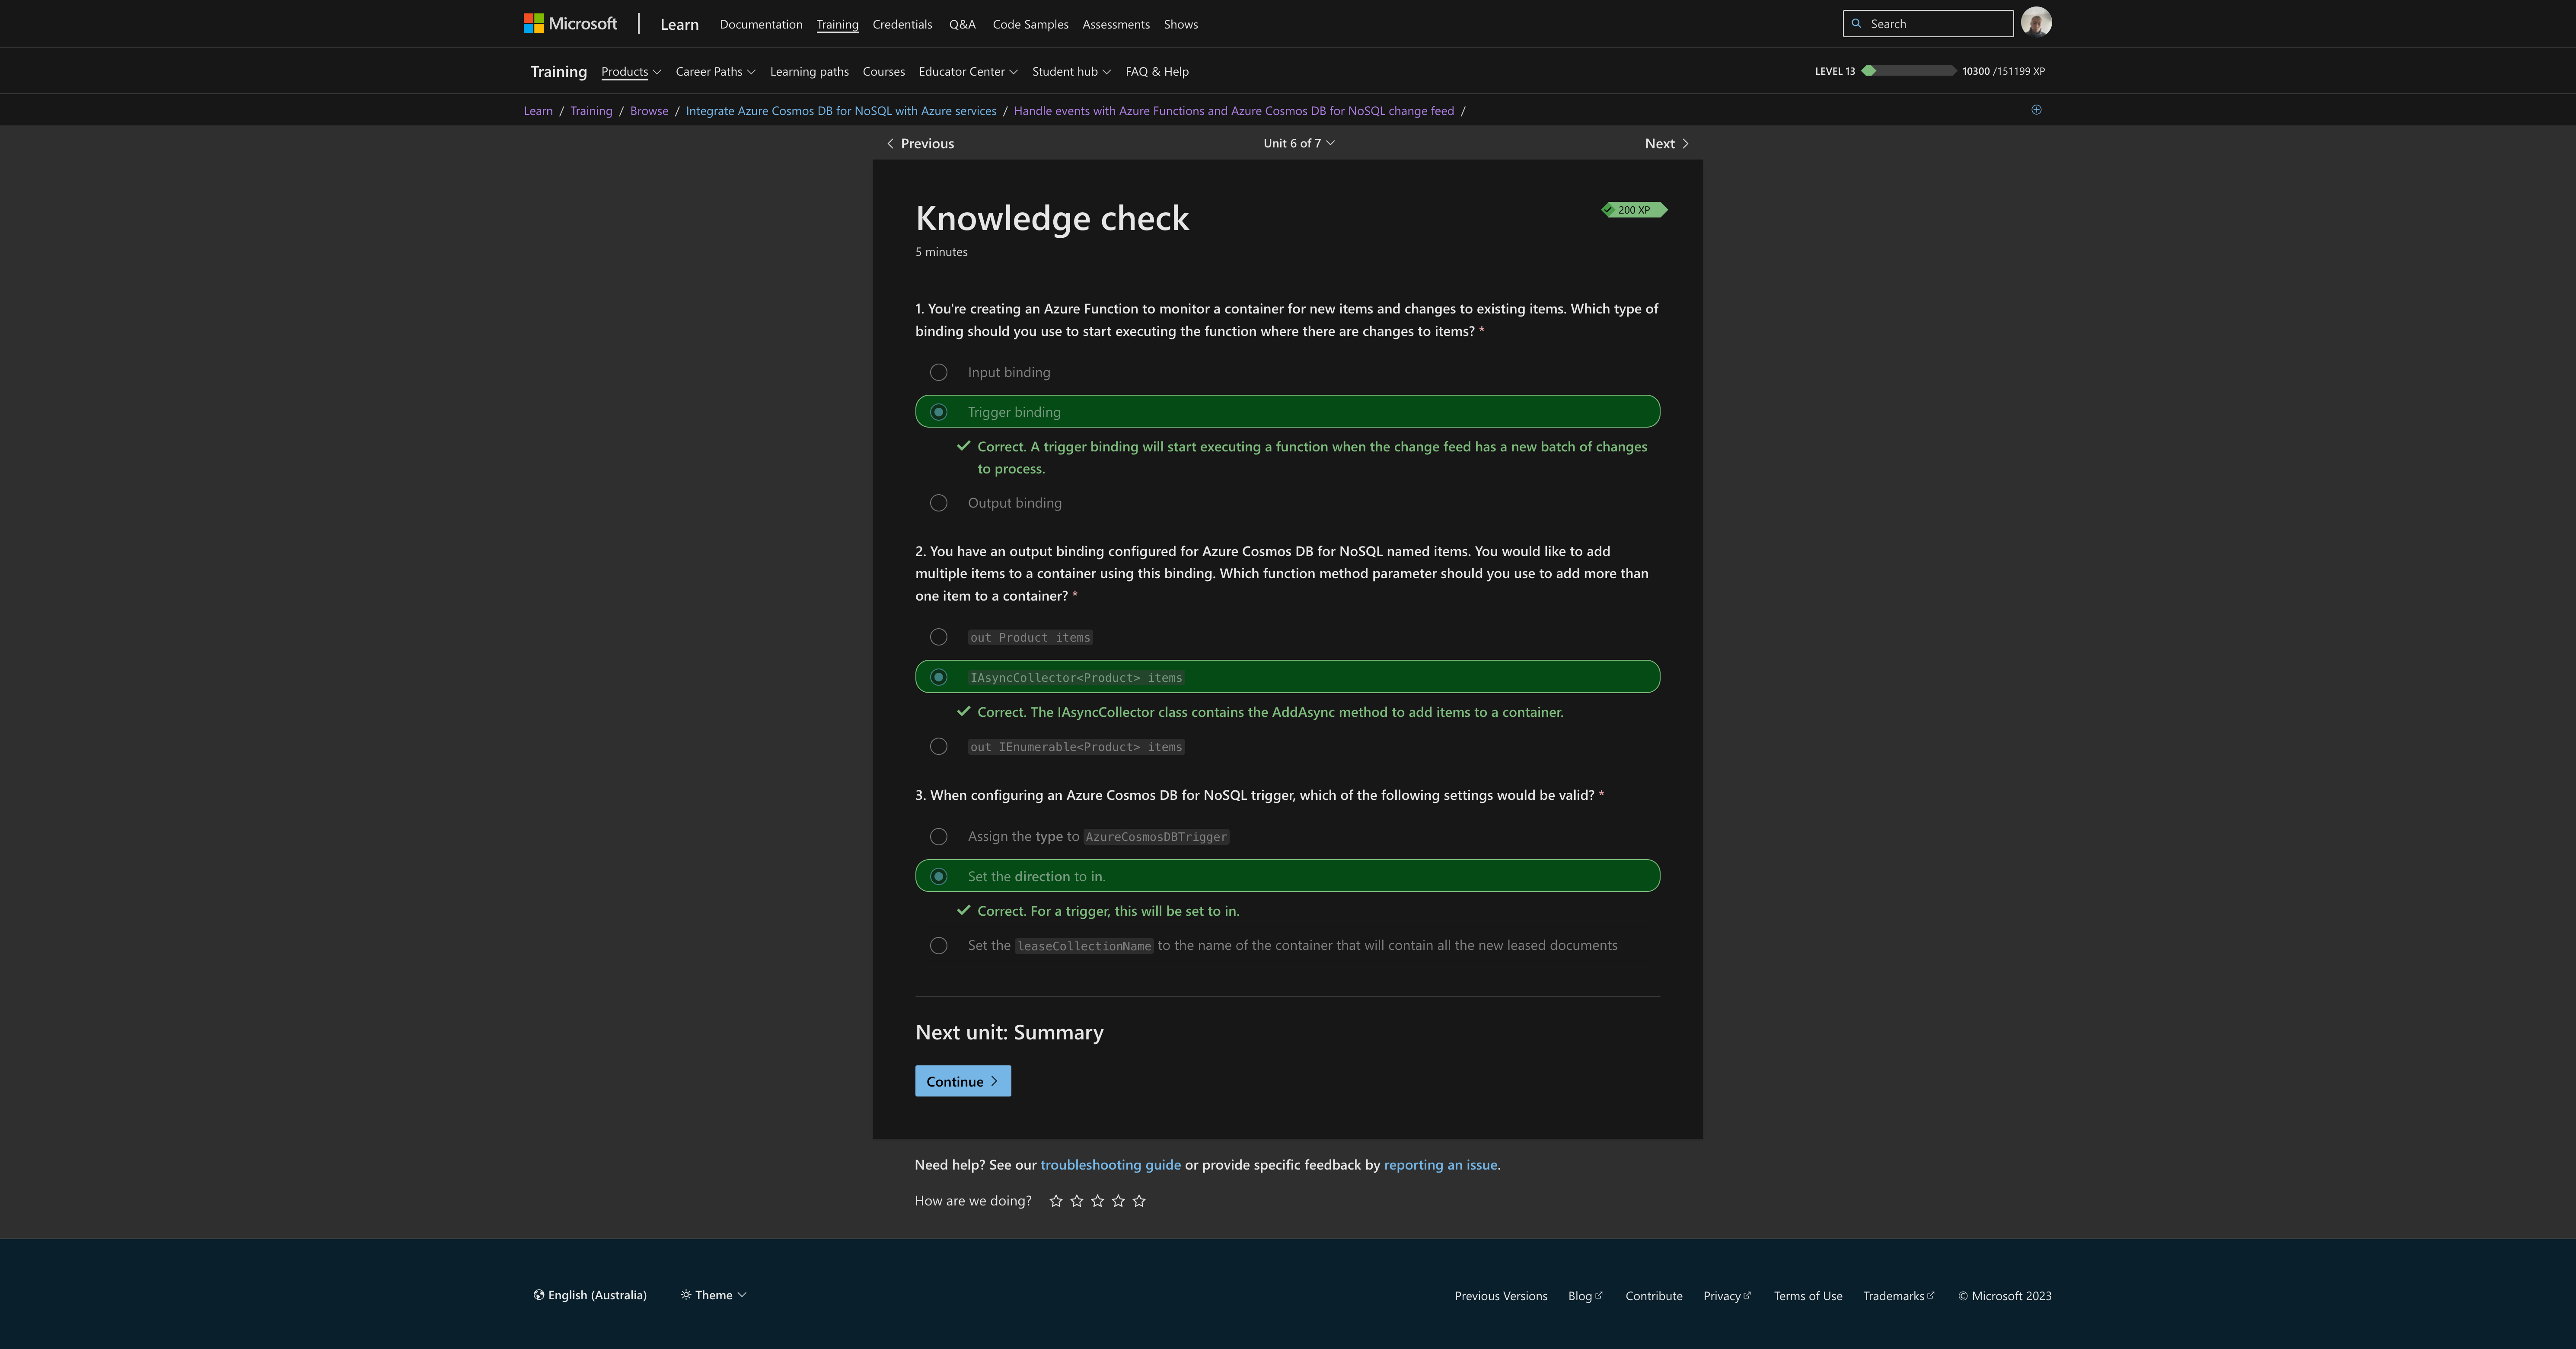 Microsoft Learn Documentation Training Credentials Q&A Code Samples Assessments Shows Search
Training Products Career Paths Learning paths Courses Educator Center Student hub FAQ & Help LEVEL 13 10300 /151199 XP
Learn / Training / Browse / Integrate Azure Cosmos DB for NoSQL with Azure services / Handle events with Azure Functions and Azure Cosmos DB for NoSQL change feed /
Previous Unit 6 of 7 Next
Knowledge check
200 XP
5 minutes
1. You're creating an Azure Function to monitor a container for new items and changes to existing items. Which type of
binding should you use to start executing the function where there are changes to items? *
Input binding
Trigger binding
Correct. A trigger binding will start executing a function when the change feed has a new batch of changes
to process.
Output binding
2. You have an output binding configured for Azure Cosmos DB for NoSQL named items. You would like to add
multiple items to a container using this binding. Which function method parameter should you use to add more than
one item to a container? *
out Product items
IAsyncCollector<Product> items
Correct. The IAsyncCollector class contains the AddAsync method to add items to a container.
out IEnumerable<Product> items
3. When configuring an Azure Cosmos DB for NoSQL trigger, which of the following settings would be valid? *
Assign the type to AzureCosmosDBTrigger
Set the direction to in.
Correct. For a trigger, this will be set to in.
Set the leaseCollectionName to the name of the container that will contain all the new leased documents
Next unit: Summary
Continue
Need help? See our troubleshooting guide or provide specific feedback by reporting an issue.
How are we doing?
English (Australia) Theme Previous Versions Blog Contribute Privacy Terms of Use Trademarks © Microsoft 2023